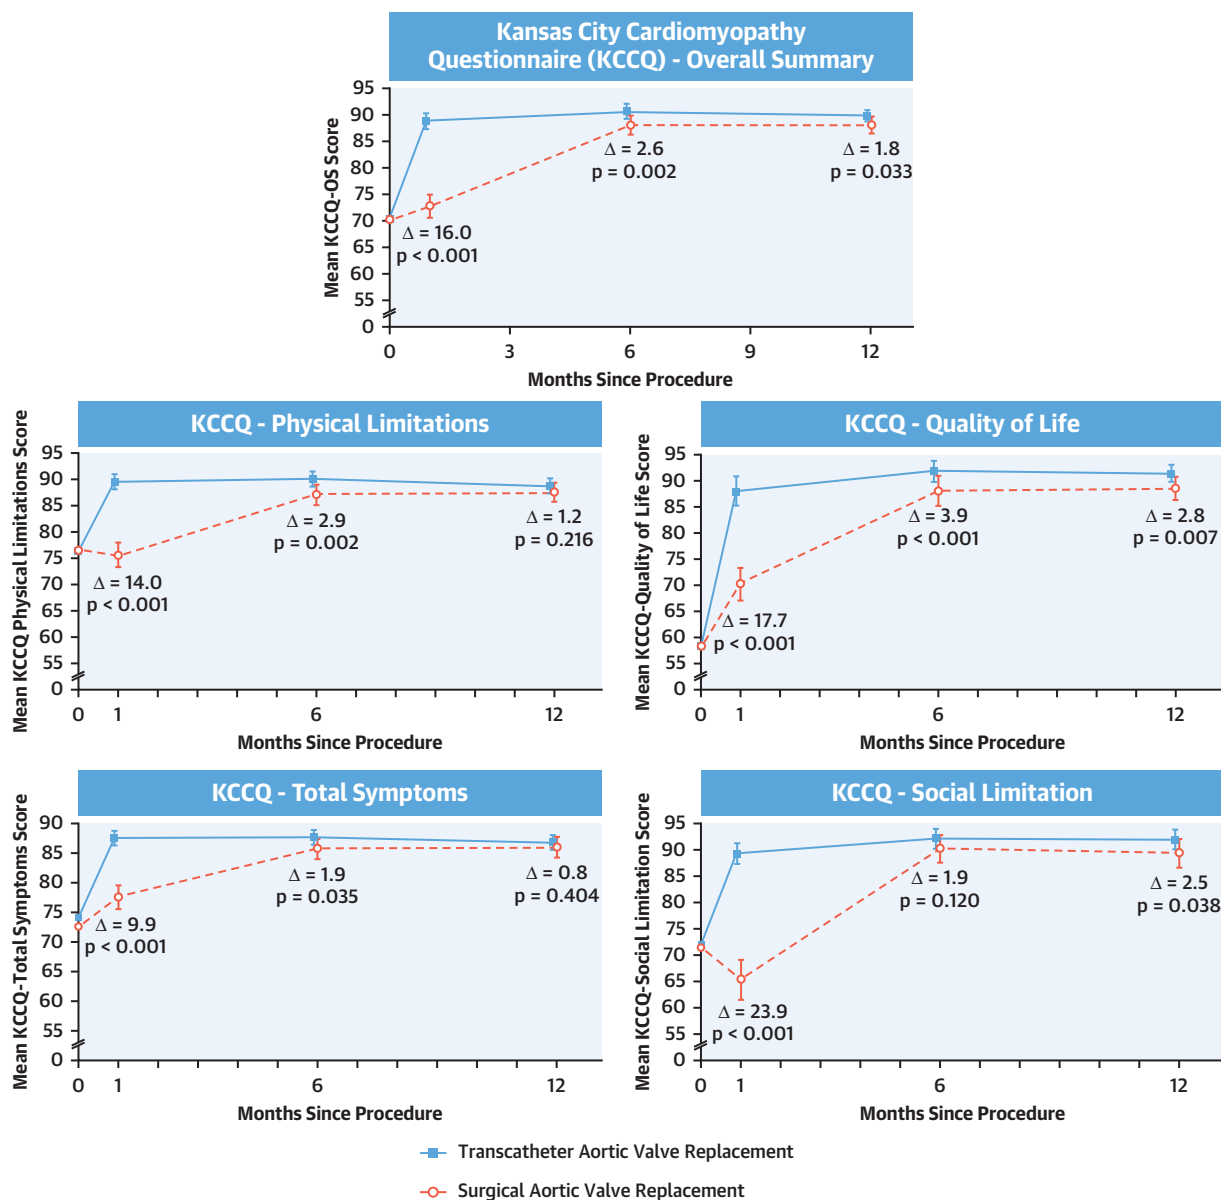 Kansas City Cardiomyopathy
Questionnaire (KCCQ) - Overall Summary
Mean KCCQ-OS Score
95
90
85
80
75
70
65
60
55
0
Δ = 16.0
p < 0.001
Δ = 2.6
p = 0.002
Δ = 1.8
p = 0.033
0 3 6 9 12
Months Since Procedure
KCCQ - Physical Limitations
Mean KCCQ Physical Limitations Score
95
90
85
80
75
70
65
60
55
0
Δ = 14.0
p < 0.001
Δ = 2.9
p = 0.002
Δ = 1.2
p = 0.216
0 1 6 12
Months Since Procedure
KCCQ - Quality of Life
Mean KCCQ-Quality of Life Score
95
90
85
80
75
70
65
60
55
0
Δ = 17.7
p < 0.001
Δ = 3.9
p < 0.001
Δ = 2.8
p = 0.007
0 1 6 12
Months Since Procedure
KCCQ - Total Symptoms
Mean KCCQ-Total Symptoms Score
90
85
80
75
70
65
60
55
0
Δ = 9.9
p < 0.001
Δ = 1.9
p = 0.035
Δ = 0.8
p = 0.404
0 1 6 12
Months Since Procedure
KCCQ - Social Limitation
Mean KCCQ-Social Limitation Score
95
90
85
80
75
70
65
60
55
0
Δ = 23.9
p < 0.001
Δ = 1.9
p = 0.120
Δ = 2.5
p = 0.038
0 1 6 12
Months Since Procedure
Transcatheter Aortic Valve Replacement
Surgical Aortic Valve Replacement